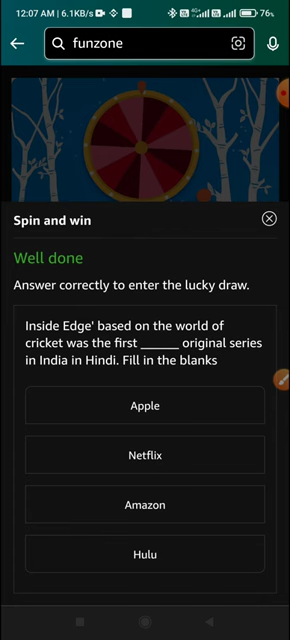 12:07 AM | 6.1KB/s 4G 76%
funzone
Spin and win
Well done
Answer correctly to enter the lucky draw.
Inside Edge' based on the world of
cricket was the first ______ original series
in India in Hindi. Fill in the blanks
Apple
Netflix
Amazon
Hulu